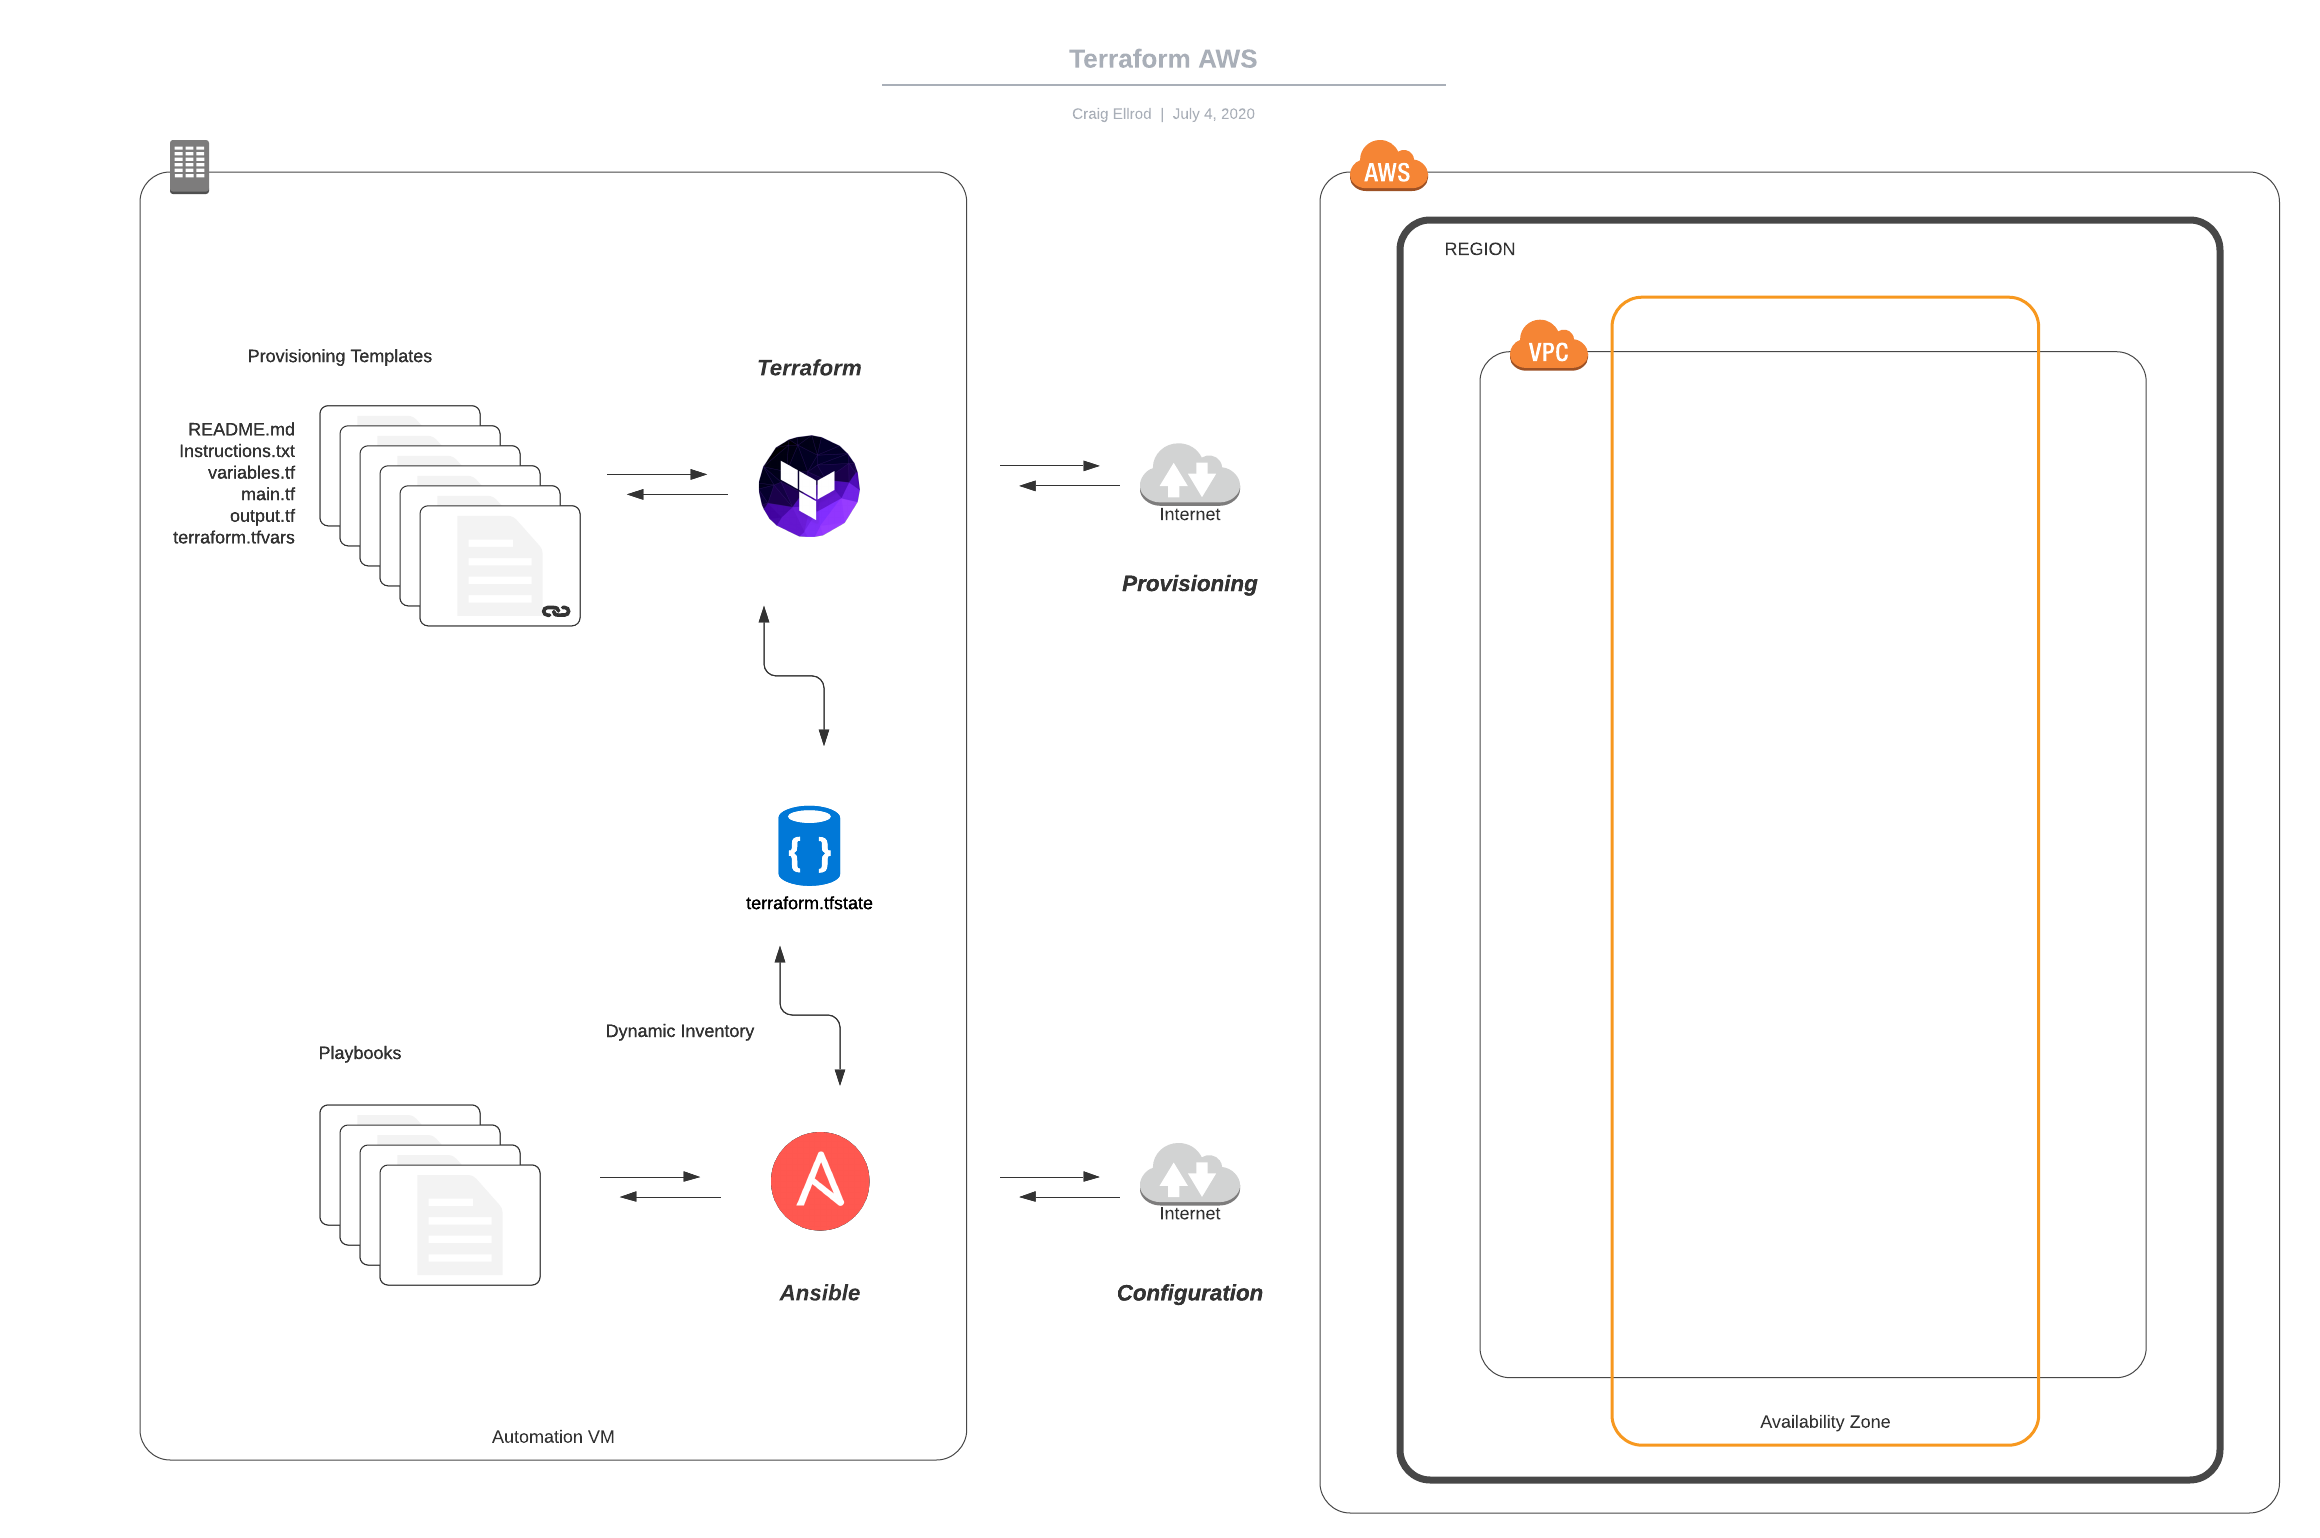 Terraform AWS
Craig Ellrod | July 4, 2020
AWS
REGION
VPC
Provisioning Templates
README.md
Instructions.txt
variables.tf
main.tf
output.tf
terraform.tfvars
Terraform
Internet
Provisioning
{ }
terraform.tfstate
Dynamic Inventory
Playbooks
Ansible
Internet
Configuration
Automation VM
Availability Zone